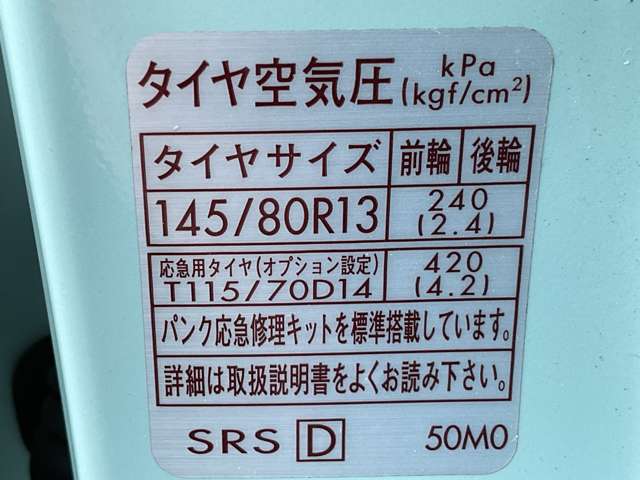 タイヤ空気圧 kPa (kgf/cm²)
タイヤサイズ 前輪 後輪
145/80R13 240 (2.4)
応急用タイヤ(オプション設定) 420
T115/70D14 (4.2)
パンク応急修理キットを標準搭載しています。
詳細は取扱説明書をよくお読み下さい。
SRS D 50M0